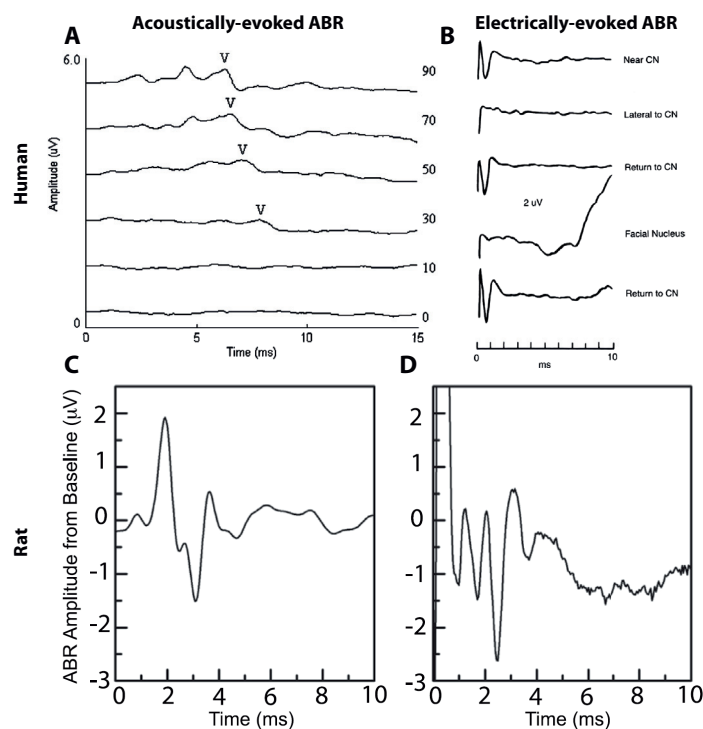 Acoustically-evoked ABR
Electrically-evoked ABR
Human
A
6.0
Amplitude (uV)
0
V
90
V
70
V
50
V
30
10
0
0 5 10 15
Time (ms)
B
Near CN
Lateral to CN
Return to CN
2 uV
Facial Nucleus
Return to CN
0 10
ms
Rat
C
ABR Amplitude from Baseline (µV)
2
1
0
-1
-2
-3
0 2 4 6 8 10
Time (ms)
D
2
1
0
-1
-2
-3
0 2 4 6 8 10
Time (ms)